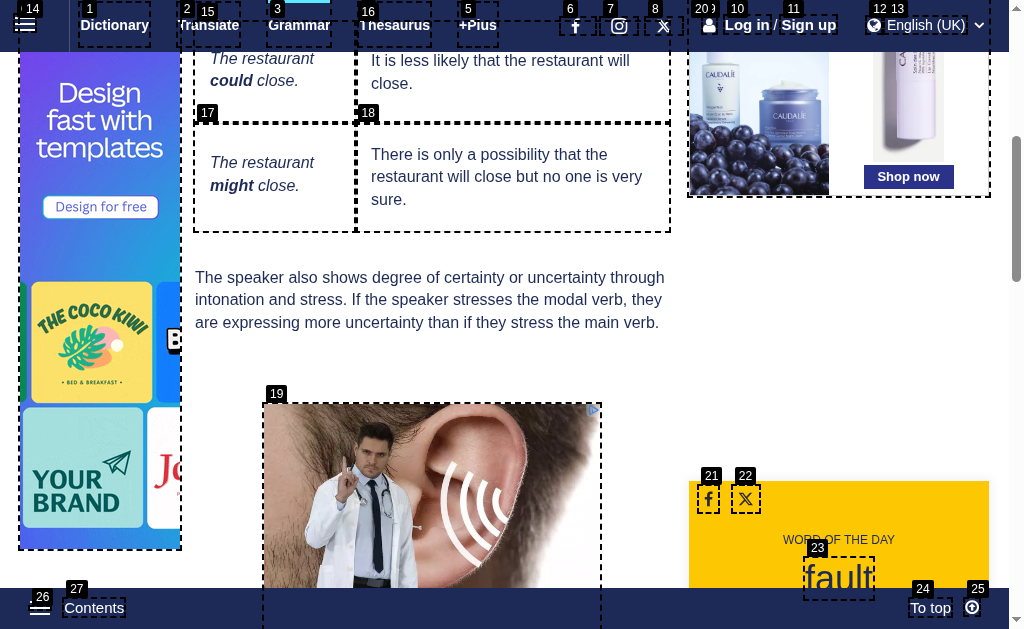 Dictionary
Translate
Grammar
Thesaurus
+Plus
Log in / Sign up
English (UK)
14
1
2
15
3
16
5
6
7
8
20
10
11
12
13
The restaurant
could close.
It is less likely that the restaurant will
close.
17
18
The restaurant
might close.
There is only a possibility that the
restaurant will close but no one is very
sure.
Design
fast with
templates
Design for free
THE COCO KIWI
• BED & BREAKFAST •
YOUR
BRAND
CAUDALIE
CAUDALIE
Shop now
The speaker also shows degree of certainty or uncertainty through
intonation and stress. If the speaker stresses the modal verb, they
are expressing more uncertainty than if they stress the main verb.
19
21
22
WORD OF THE DAY
23
fault
26
27
Contents
24
25
To top